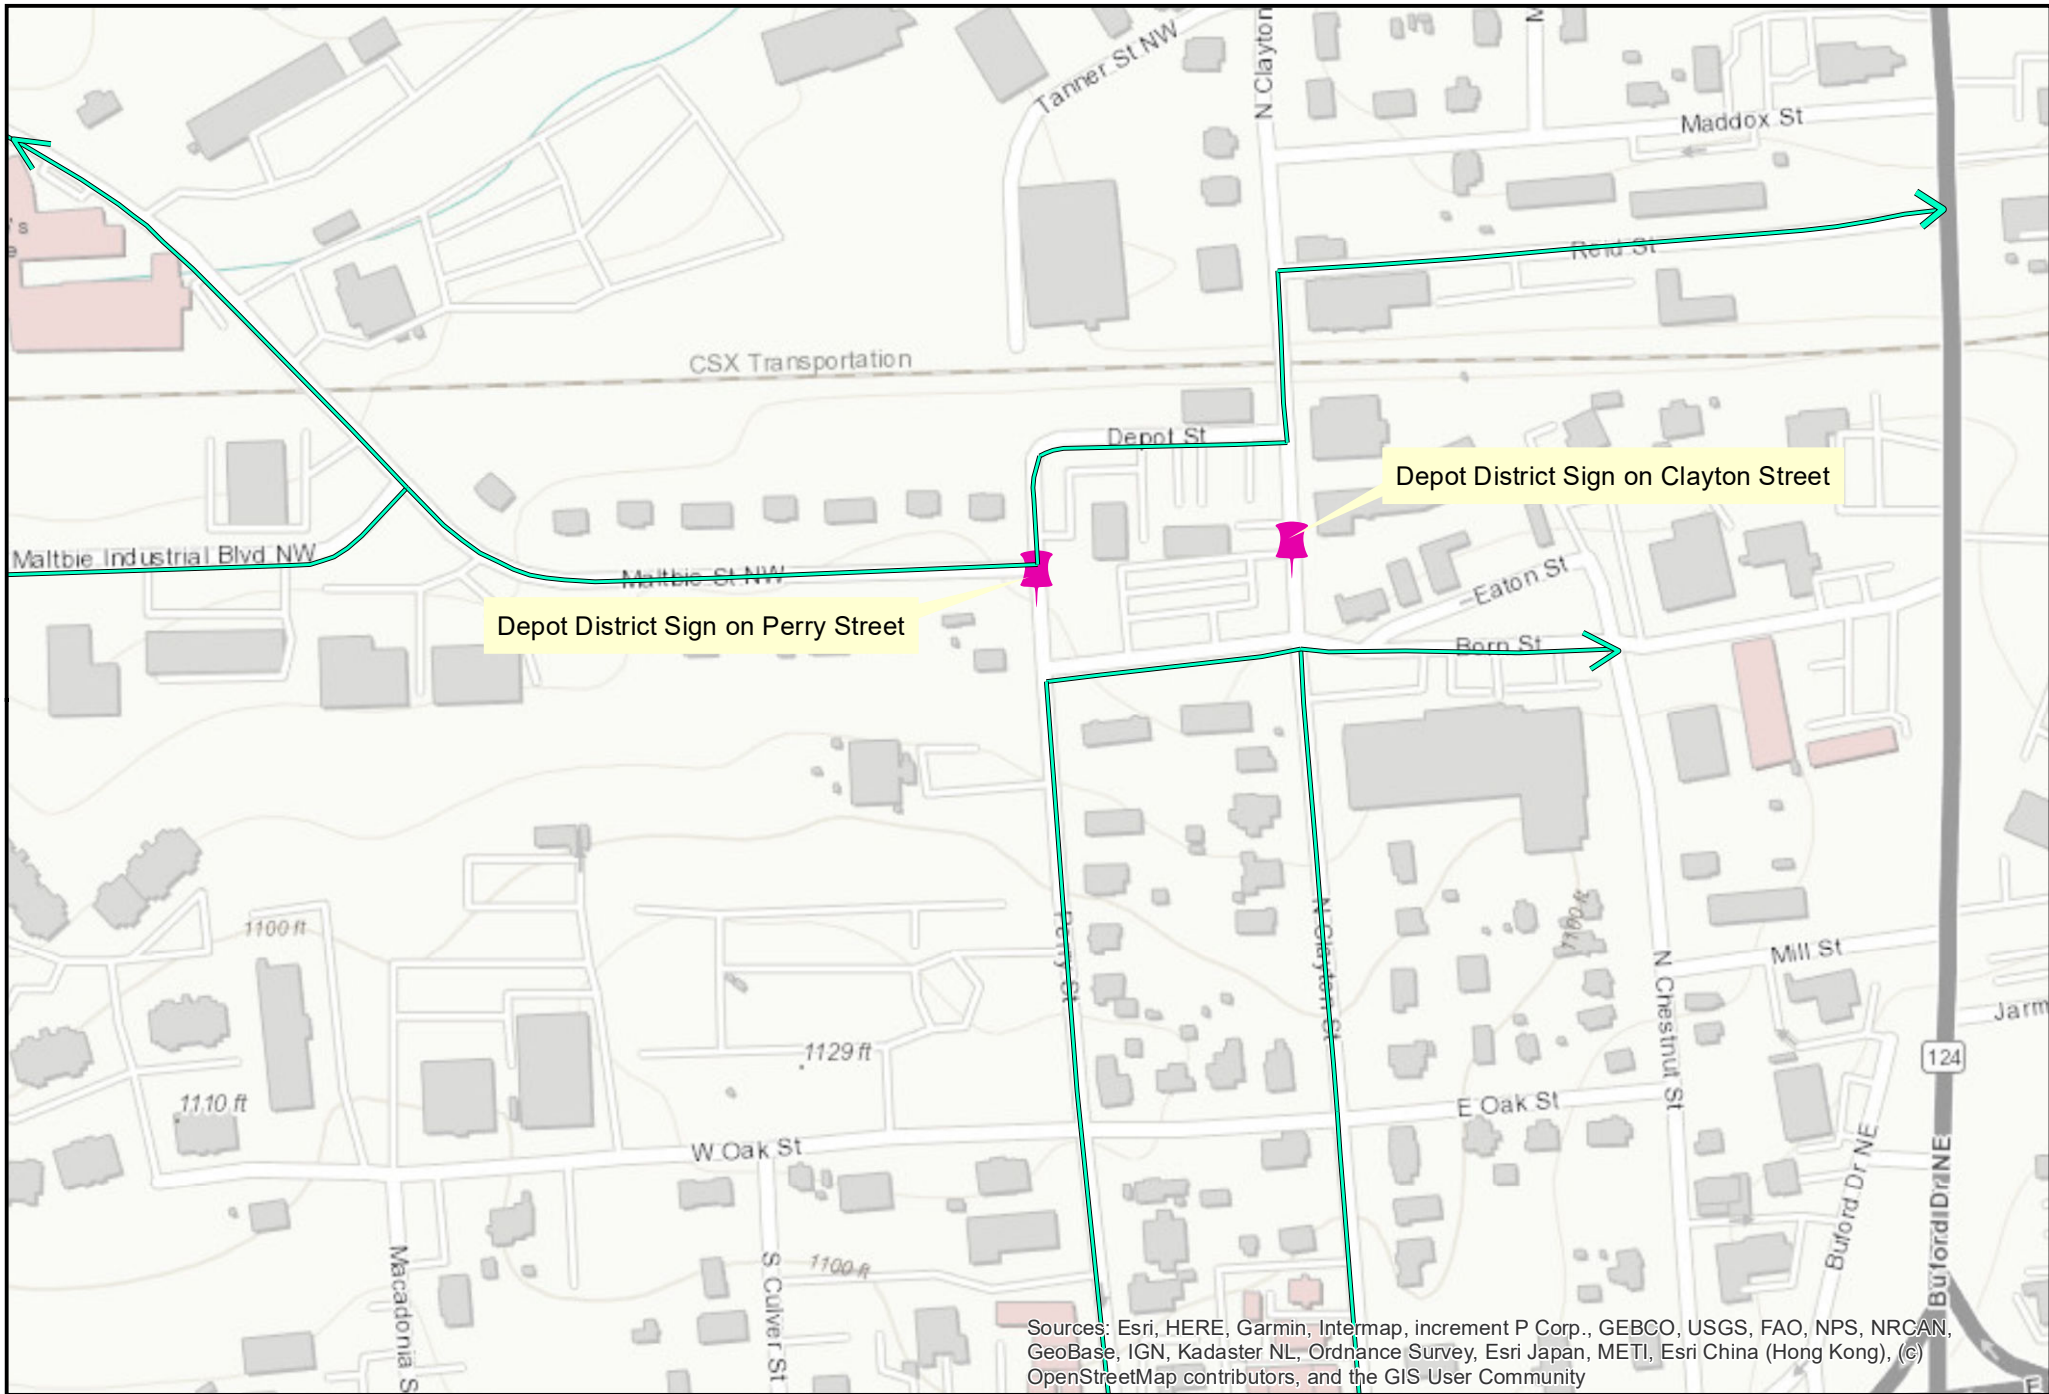 N Clayton
Tanner St NW
Maddox St
Reid St
CSX Transportation
Depot St
Depot District Sign on Clayton Street
Maltbie Industrial Blvd NW
Maltbie St NW
Eaton St
Depot District Sign on Perry Street
Born St
Perry St
N Clayton St
1100 ft
1100 ft
N Chestnut St
Mill St
Jarm
1129 ft
124
1110 ft
E Oak St
W Oak St
Buford Dr NE
Buford Dr NE
Macadonia S
S Culver St
1100 ft
Sources: Esri, HERE, Garmin, Intermap, increment P Corp., GEBCO, USGS, FAO, NPS, NRCAN,
GeoBase, IGN, Kadaster NL, Ordnance Survey, Esri Japan, METI, Esri China (Hong Kong), (c)
OpenStreetMap contributors, and the GIS User Community